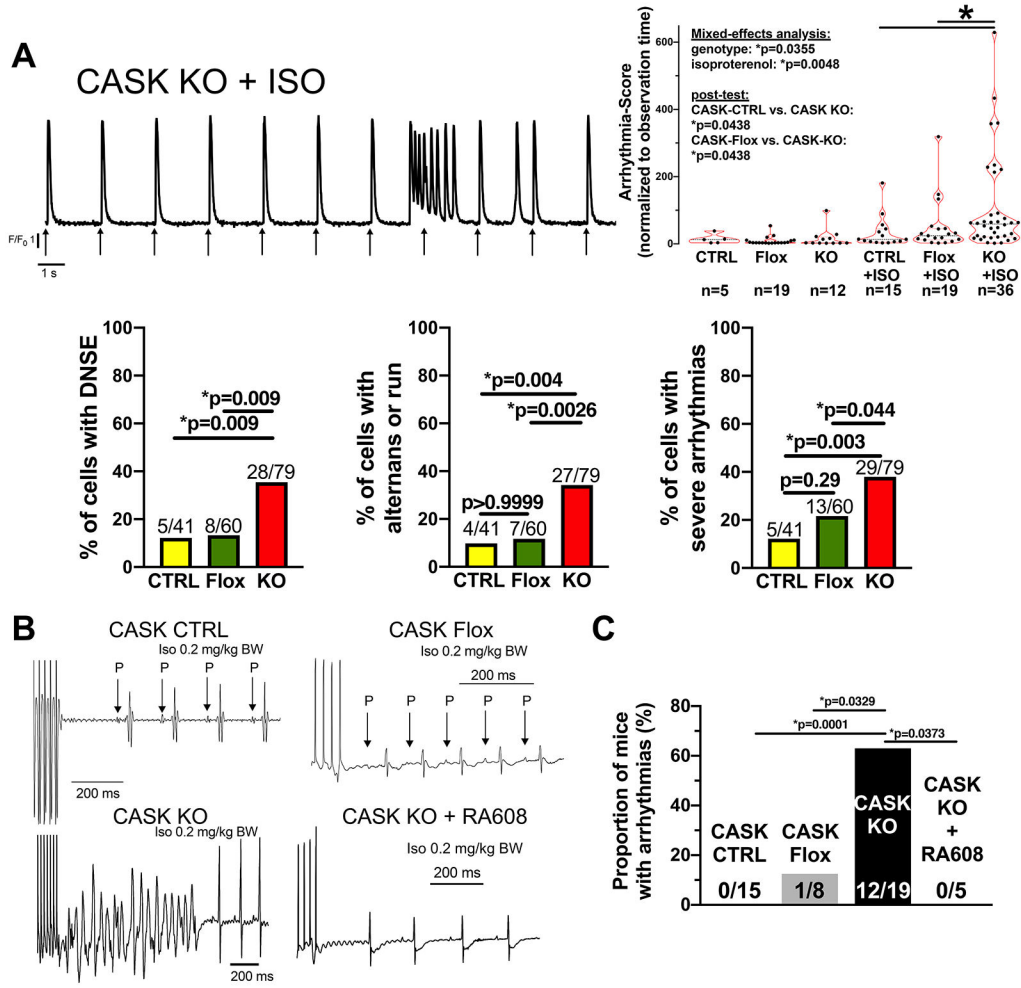 A
CASK KO + ISO
F/F0 1
1 s
Arrhythmia-Score
(normalized to observation time)
600
400
200
0
Mixed-effects analysis:
genotype: *p=0.0355
isoproterenol: *p=0.0048
post-test:
CASK-CTRL vs. CASK KO:
*p=0.0438
CASK-Flox vs. CASK-KO:
*p=0.0438
*
CTRL Flox KO CTRL +ISO Flox +ISO KO +ISO
n=5 n=19 n=12 n=15 n=19 n=36
% of cells with DNSE
100
80
60
40
20
0
*p=0.009
*p=0.009
28/79
5/41 8/60
CTRL Flox KO
% of cells with
alternans or run
100
80
60
40
20
0
*p=0.004
*p=0.0026
27/79
p>0.9999
4/41 7/60
CTRL Flox KO
% of cells with
severe arrhythmias
100
80
60
40
20
0
*p=0.044
*p=0.003
29/79
p=0.29
13/60
5/41
CTRL Flox KO
B
CASK CTRL
Iso 0.2 mg/kg BW
P P P P
200 ms
CASK Flox
Iso 0.2 mg/kg BW
200 ms
P P P P P
CASK KO
Iso 0.2 mg/kg BW
200 ms
CASK KO + RA608
Iso 0.2 mg/kg BW
200 ms
C
Proportion of mice
with arrhythmias (%)
80
60
40
20
0
*p=0.0329
*p=0.0001
*p=0.0373
CASK
CTRL
0/15
CASK
Flox
1/8
CASK
KO
12/19
CASK
KO
+
RA608
0/5